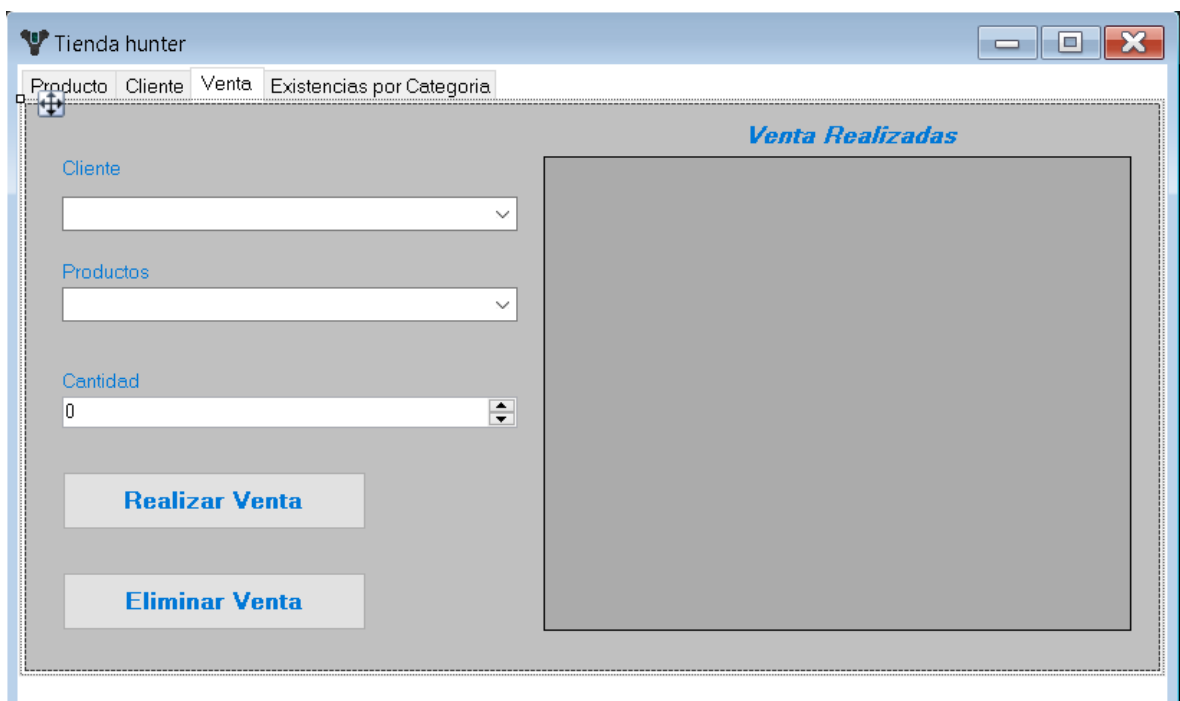 Tienda hunter
Producto Cliente Venta Existencias por Categoria
Venta Realizadas
Cliente
Productos
Cantidad
0
Realizar Venta
Eliminar Venta